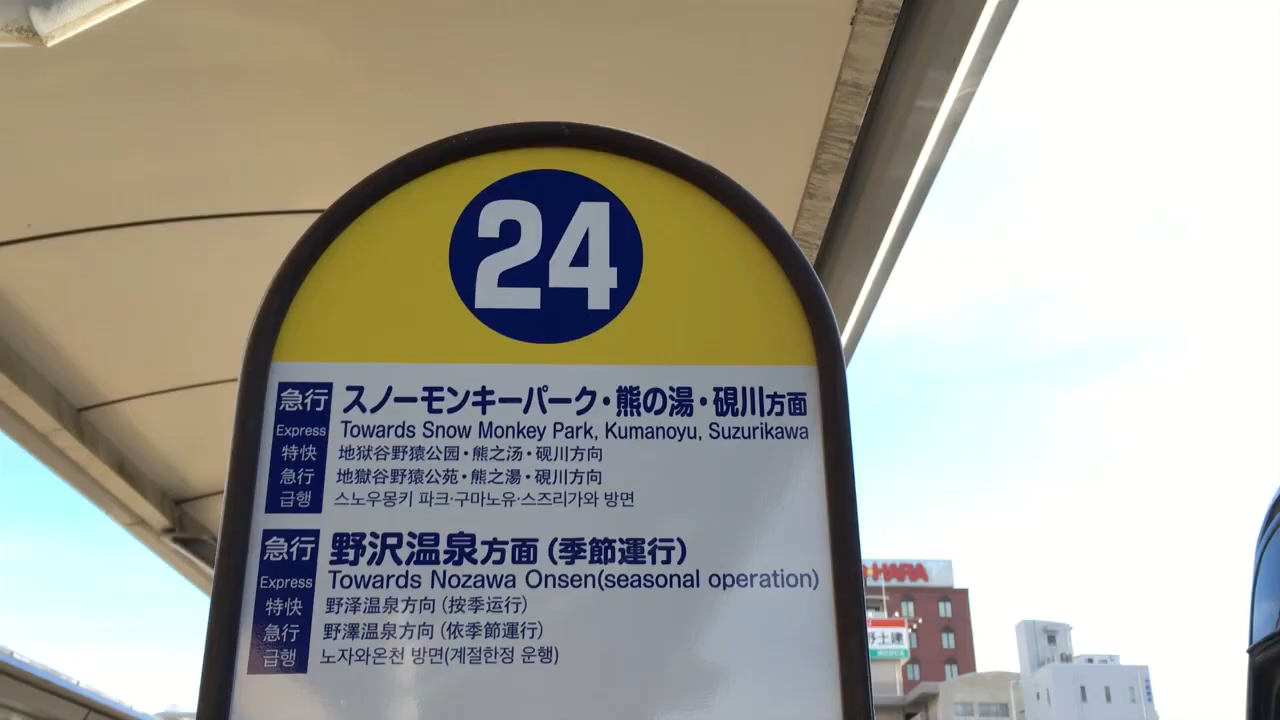 24
急行 スノーモンキーパーク・熊の湯・硯川方面
Express Towards Snow Monkey Park, Kumanoyu, Suzurikawa
特快 地狱谷野猿公园・熊之汤・砚川方向
急行 地獄谷野猿公苑・熊之湯・硯川方向
급행 스노우몽키 파크·구마노유·스즈리가와 방면
急行 野沢温泉方面（季節運行）
Express Towards Nozawa Onsen(seasonal operation)
特快 野泽温泉方向（按季运行）
急行 野澤温泉方向（依季節運行）
급행 노자와온천 방면(계절한정 운행)
HARA
野土建